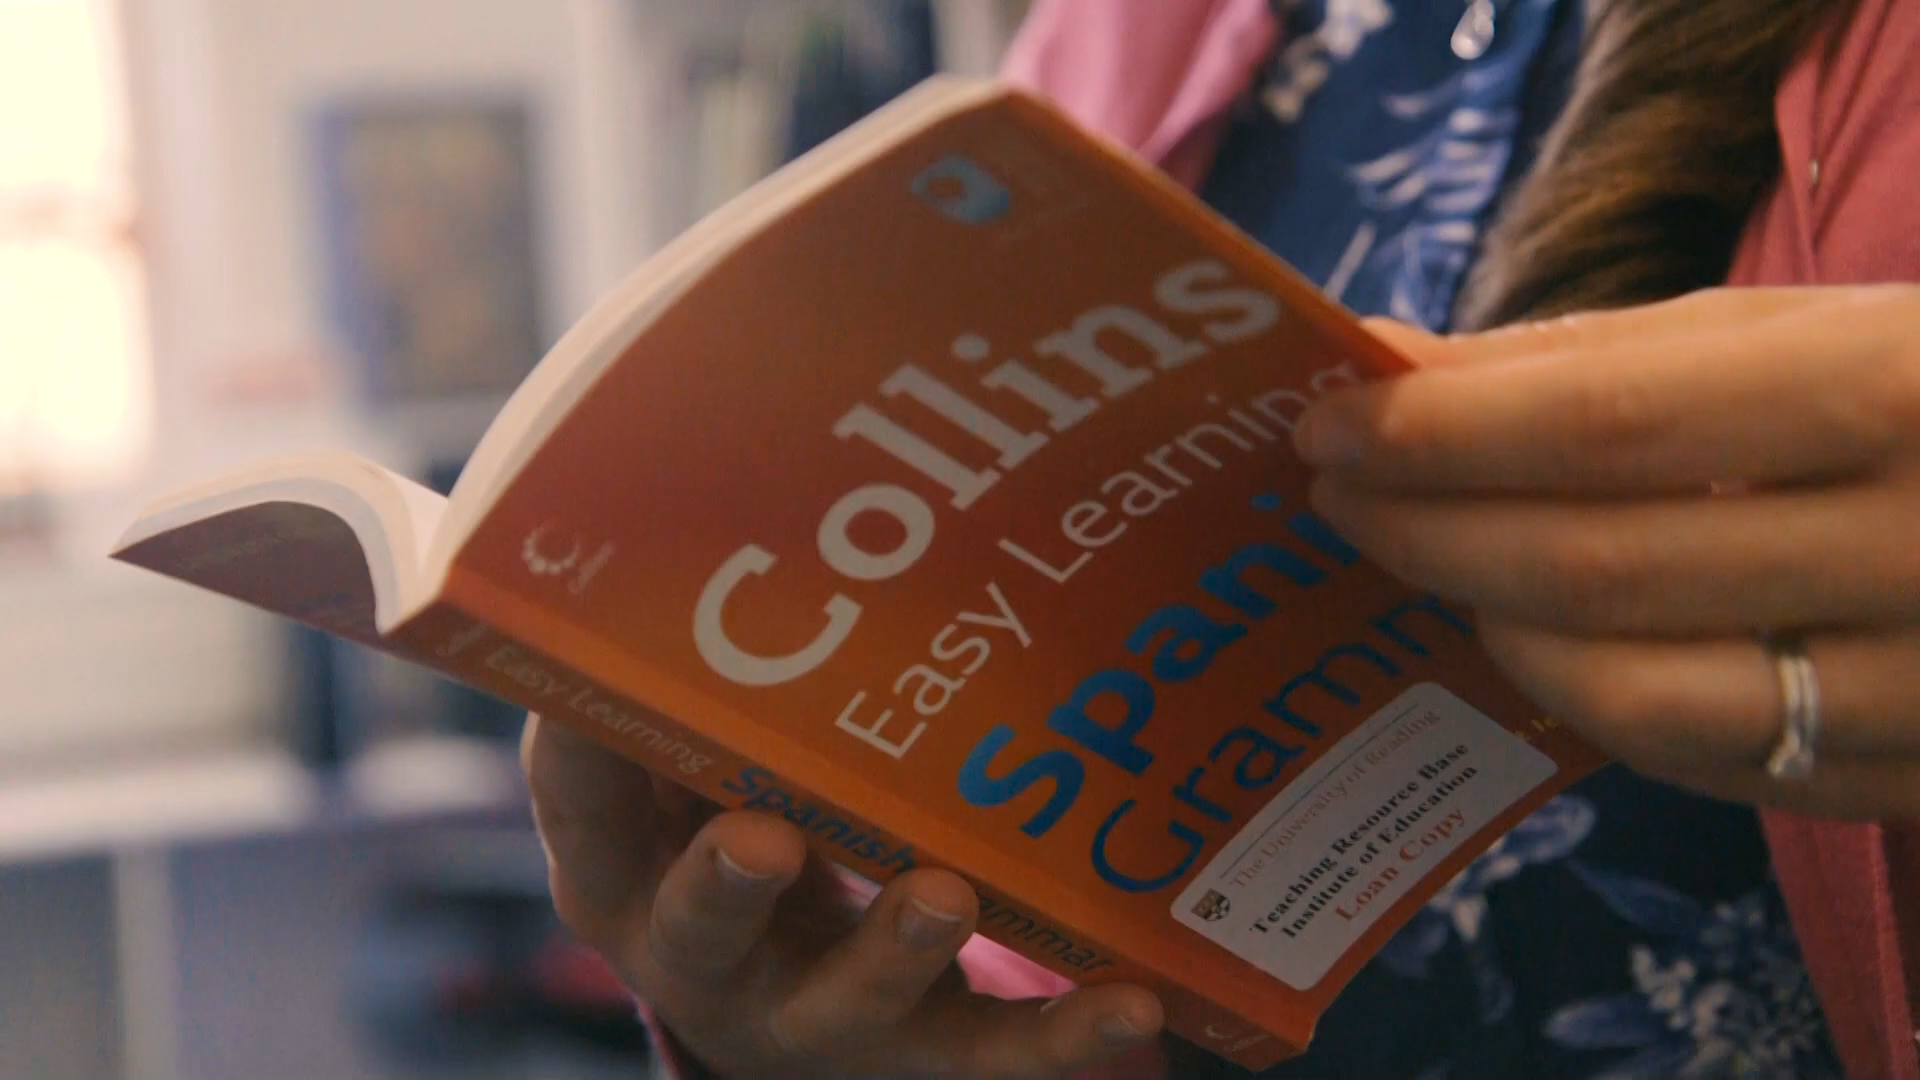 Collins
Easy Learning
Spani
Gramm
The University of Reading
Teaching Resource Base
Institute of Education
Loan Copy
Easy Learning Spanish mmar